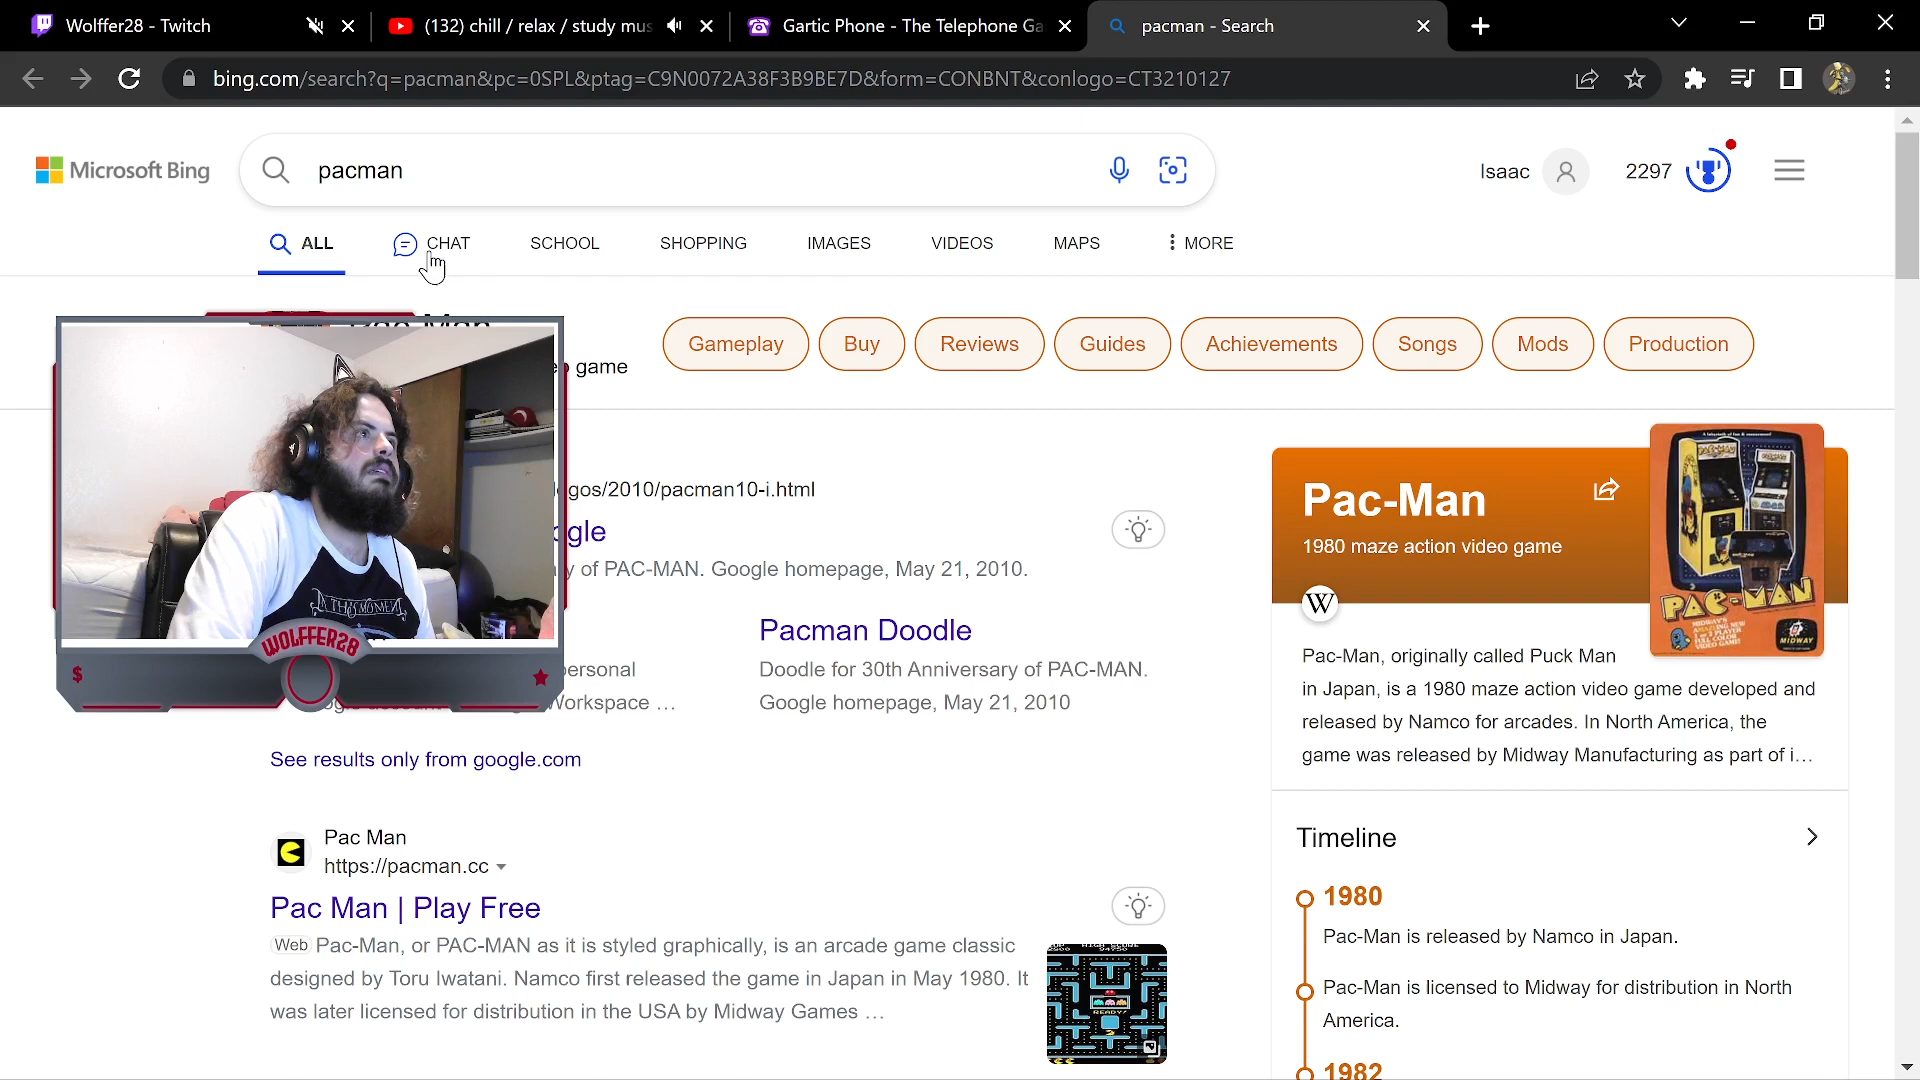 Wolffer28 - Twitch
(132) chill / relax / study mus
Gartic Phone - The Telephone Ga
pacman - Search
bing.com/search?q=pacman&pc=0SPL&ptag=C9N0072A38F3B9BE7D&form=CONBNT&conlogo=CT3210127
Microsoft Bing
pacman
Isaac
2297
ALL
CHAT
SCHOOL
SHOPPING
IMAGES
VIDEOS
MAPS
MORE
game
Gameplay
Buy
Reviews
Guides
Achievements
Songs
Mods
Production
ogos/2010/pacman10-i.html
ogle
y of PAC-MAN. Google homepage, May 21, 2010.
Pacman Doodle
ersonal
Workspace ...
Doodle for 30th Anniversary of PAC-MAN.
Google homepage, May 21, 2010
WOLFFER28
$
IN THIS MOMENT
See results only from google.com
Pac Man
https://pacman.cc
Pac Man | Play Free
Web Pac-Man, or PAC-MAN as it is styled graphically, is an arcade game classic
designed by Toru Iwatani. Namco first released the game in Japan in May 1980. It
was later licensed for distribution in the USA by Midway Games ...
READY!
Pac-Man
1980 maze action video game
PAC-MAN
MIDWAY
W
Pac-Man, originally called Puck Man
in Japan, is a 1980 maze action video game developed and
released by Namco for arcades. In North America, the
game was released by Midway Manufacturing as part of i...
Timeline
1980
Pac-Man is released by Namco in Japan.
Pac-Man is licensed to Midway for distribution in North
America.
1982